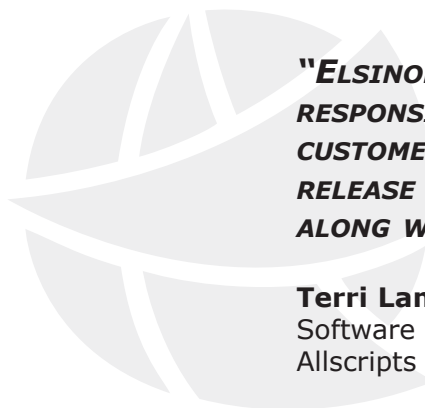 “ELSINO
RESPONS
CUSTOME
RELEASE
ALONG W
Terri Lan
Software
Allscripts